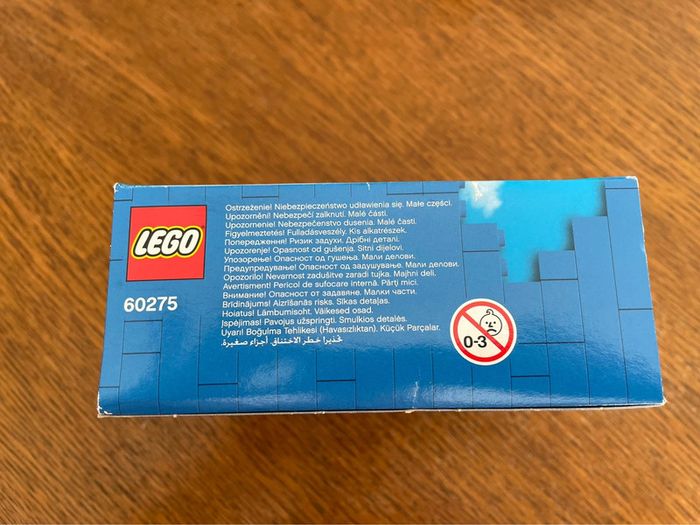 LEGO
60275
Ostrzeżenie! Niebezpieczeństwo udławienia się. Małe części.
Upozornění! Nebezpečí zalknutí. Malé části.
Upozornenie! Nebezpečenstvo dusenia. Malé časti.
Figyelmeztetés! Fulladásveszély. Kis alkatrészek.
Попередження! Ризик задухи. Дрібні деталі.
Upozorenje! Opasnost od gušenja. Sitni dijelovi.
Упозорење! Опасност од гушења. Мали делови.
Предупредување! Опасност од задушување. Мали делови.
Opozorilo! Nevarnost zadušitve zaradi tujka. Majhni deli.
Avertisment! Pericol de sufocare internă. Părți mici.
Внимание! Опасност от задавяне. Малки части.
Brīdinājums! Aizrīšanās risks. Sīkas detaļas.
Hoiatus! Lämbumisoht. Väikesed osad.
Įspėjimas! Pavojus užspringti. Smulkios detalės.
Uyarı! Boğulma Tehlikesi (Havasızlıktan). Küçük Parçalar.
تحذير! خطر الاختناق. أجزاء صغيرة.
0-3